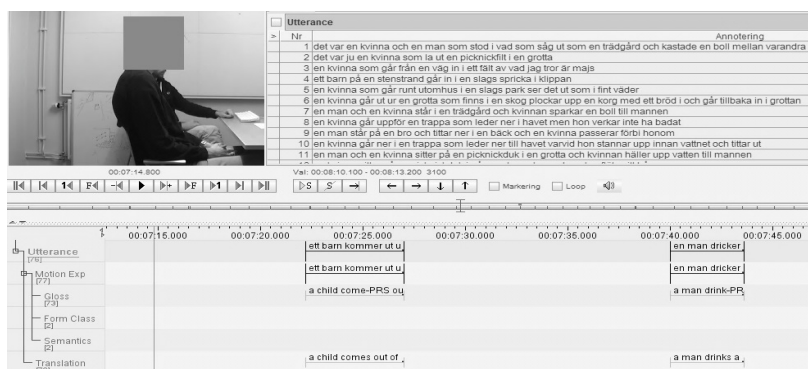 Utterance
> Nr Annotering
1 det var en kvinna och en man som stod i vad som såg ut som en trädgård och kastade en boll mellan varandra
2 det var ju en kvinna som la ut en picknickfilt i en grotta
3 en kvinna som går från en väg in i ett fält av vad jag tror är majs
4 ett barn på en stenstrand går in i en slags spricka i klippan
5 en kvinna som går runt utomhus i en slags park ser det ut som i fint väder
6 en kvinna går ut ur en grotta som finns i en skog plockar upp en korg med ett bröd i och går tillbaka in i grottan
7 en man och en kvinna står i en trädgård och kvinnan sparkar en boll till mannen
8 en kvinna går uppför en trappa som leder ner i havet men hon verkar inte ha badat
9 en man står på en bro och tittar ner i en bäck och en kvinna passerar förbi honom
10 en kvinna går ner i en trappa som leder ner till havet varvid hon stannar upp innan vattnet och tittar ut
11 en man och en kvinna sitter på en picknickduk i en grotta och kvinnan häller upp vatten till mannen
00:07:14.800 Val: 00:08:10.100 - 00:08:13.200 3100
1 F F 1 S S Markering Loop
00:07:15.000 00:07:20.000 00:07:25.000 00:07:30.000 00:07:35.000 00:07:40.000 00:07:45.000
Utterance ett barn kommer ut u en man dricker
[76]
Motion Exp ett barn kommer ut u en man dricker
[77]
Gloss a child come-PRS ou a man drink-PR
[73]
Form Class
[2]
Semantics
[2]
Translation a child comes out of a man drinks a